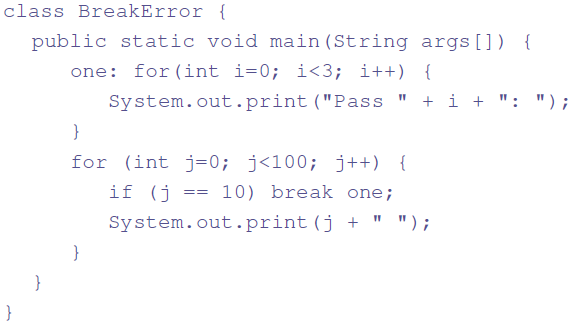 class BreakError {
public static void main(String args[]) {
one: for(int i=0; i<3; i++) {
System.out.print("Pass " + i + ": ");
}
for (int j=0; j<100; j++) {
if (j == 10) break one;
System.out.print(j + " ");
}
}
}